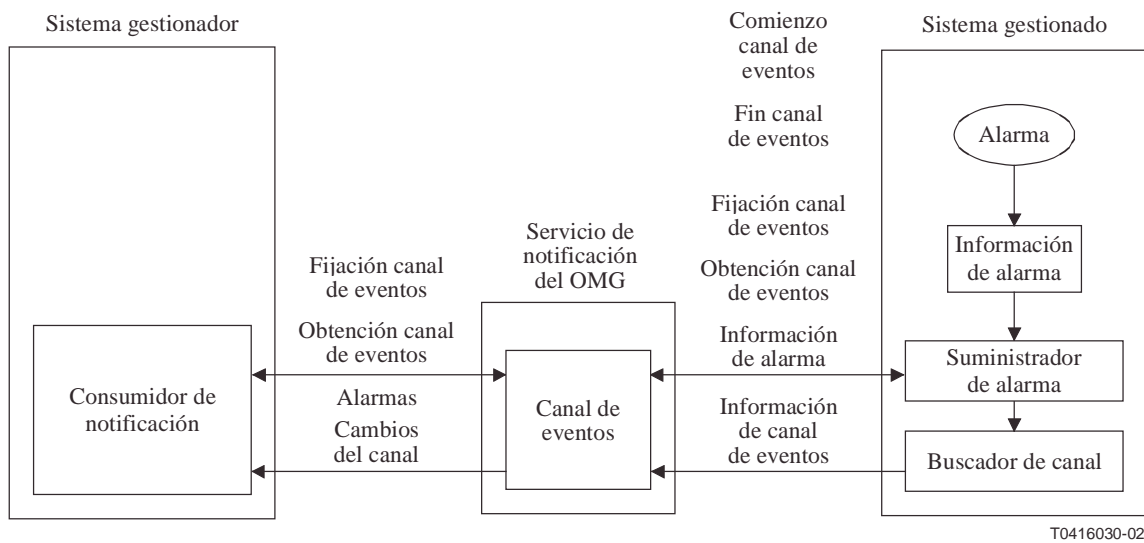 Sistema gestionador
Comienzo
canal de
eventos
Sistema gestionado
Fin canal
de eventos
Alarma
Fijación canal
de eventos
Servicio de
notificación
del OMG
Información
de alarma
Fijación canal
de eventos
Obtención canal
de eventos
Obtención canal
de eventos
Información
de alarma
Suministrador
de alarma
Consumidor de
notificación
Alarmas
Canal de
eventos
Información
de canal
de eventos
Cambios
del canal
Buscador de canal
T0416030-02